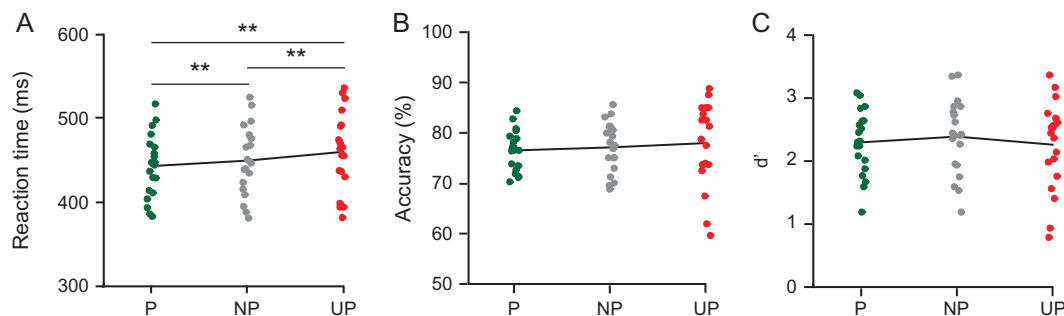 A
Reaction time (ms)
600
500
400
300
**
**
**
P NP UP
B
Accuracy (%)
100
90
80
70
60
50
P NP UP
C
d'
4
3
2
1
0
P NP UP